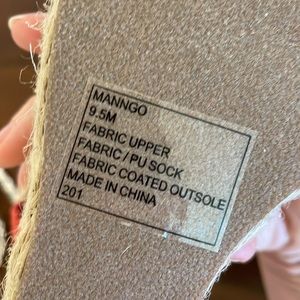 MANNGO
9.5M
FABRIC UPPER
FABRIC / PU SOCK
FABRIC COATED OUTSOLE
MADE IN CHINA
201